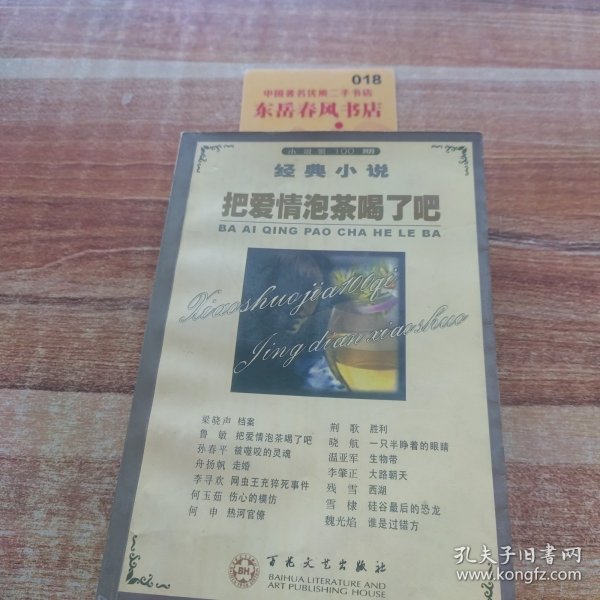 018
中国著名优秀二手书店
东岳春风书店
小说家 100 期
经典小说
把爱情泡茶喝了吧
BA AI QING PAO CHA HE LE BA
Xiaoshuojia100qi
Jing dian xiaoshuo
梁晓声 档案
鲁敏 把爱情泡茶喝了吧
孙春平 被噬咬的灵魂
舟扬帆 走婚
李寻欢 网虫王充猝死事件
何玉茹 伤心的模仿
何申 热河官僚
荆歌 胜利
晓航 一只半睁着的眼睛
温亚军 生物带
李肇正 大路朝天
残雪 西湖
雪棣 硅谷最后的恐龙
魏光焰 谁是过错方
BH
百花文艺出版社
BAIHUA LITERATURE AND
ART PUBLISHING HOUSE
孔夫子旧书网
www.kongfz.com